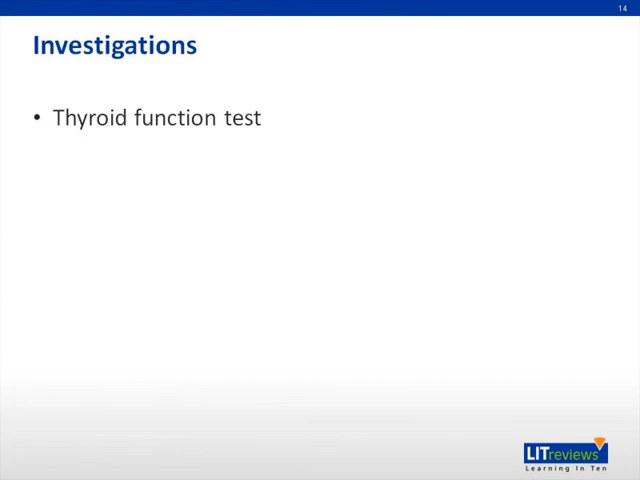 14
Investigations
• Thyroid function test
LITreviews
Learning In Ten